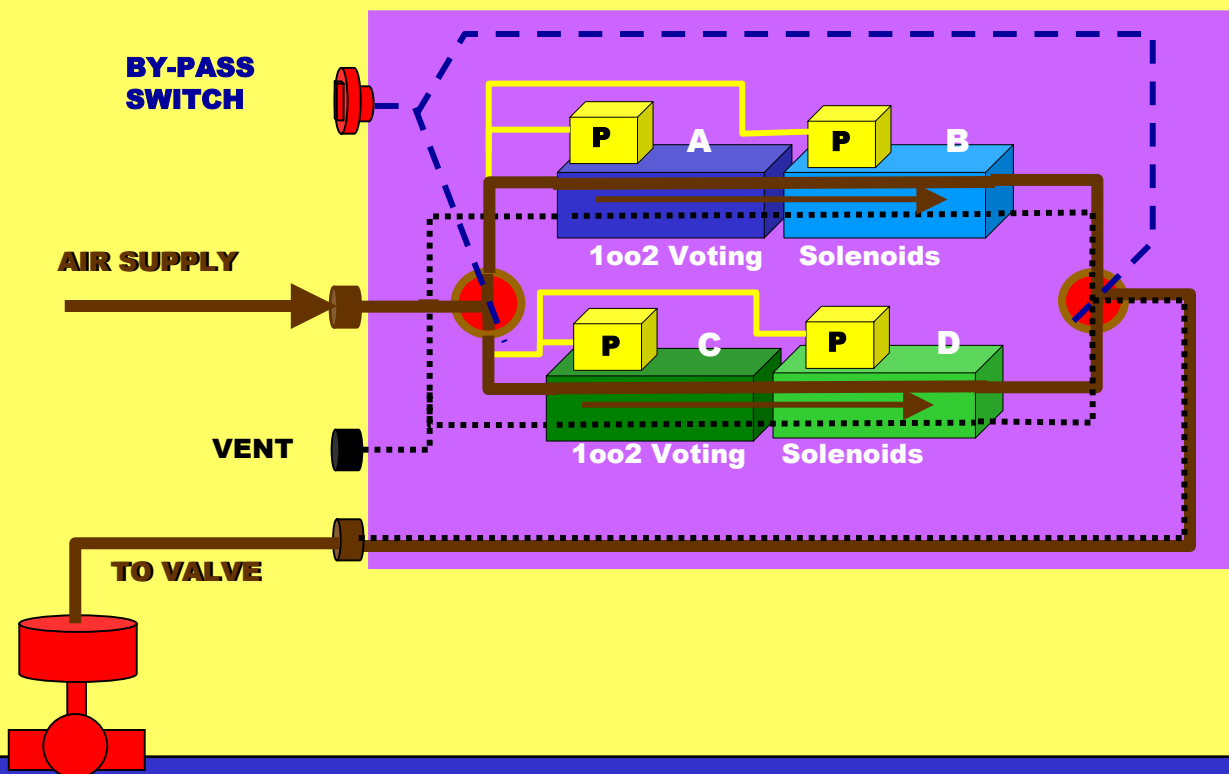 BY-PASS
SWITCH
P
A
P
B
1oo2 Voting
Solenoids
AIR SUPPLY
P
C
P
D
1oo2 Voting
Solenoids
VENT
TO VALVE